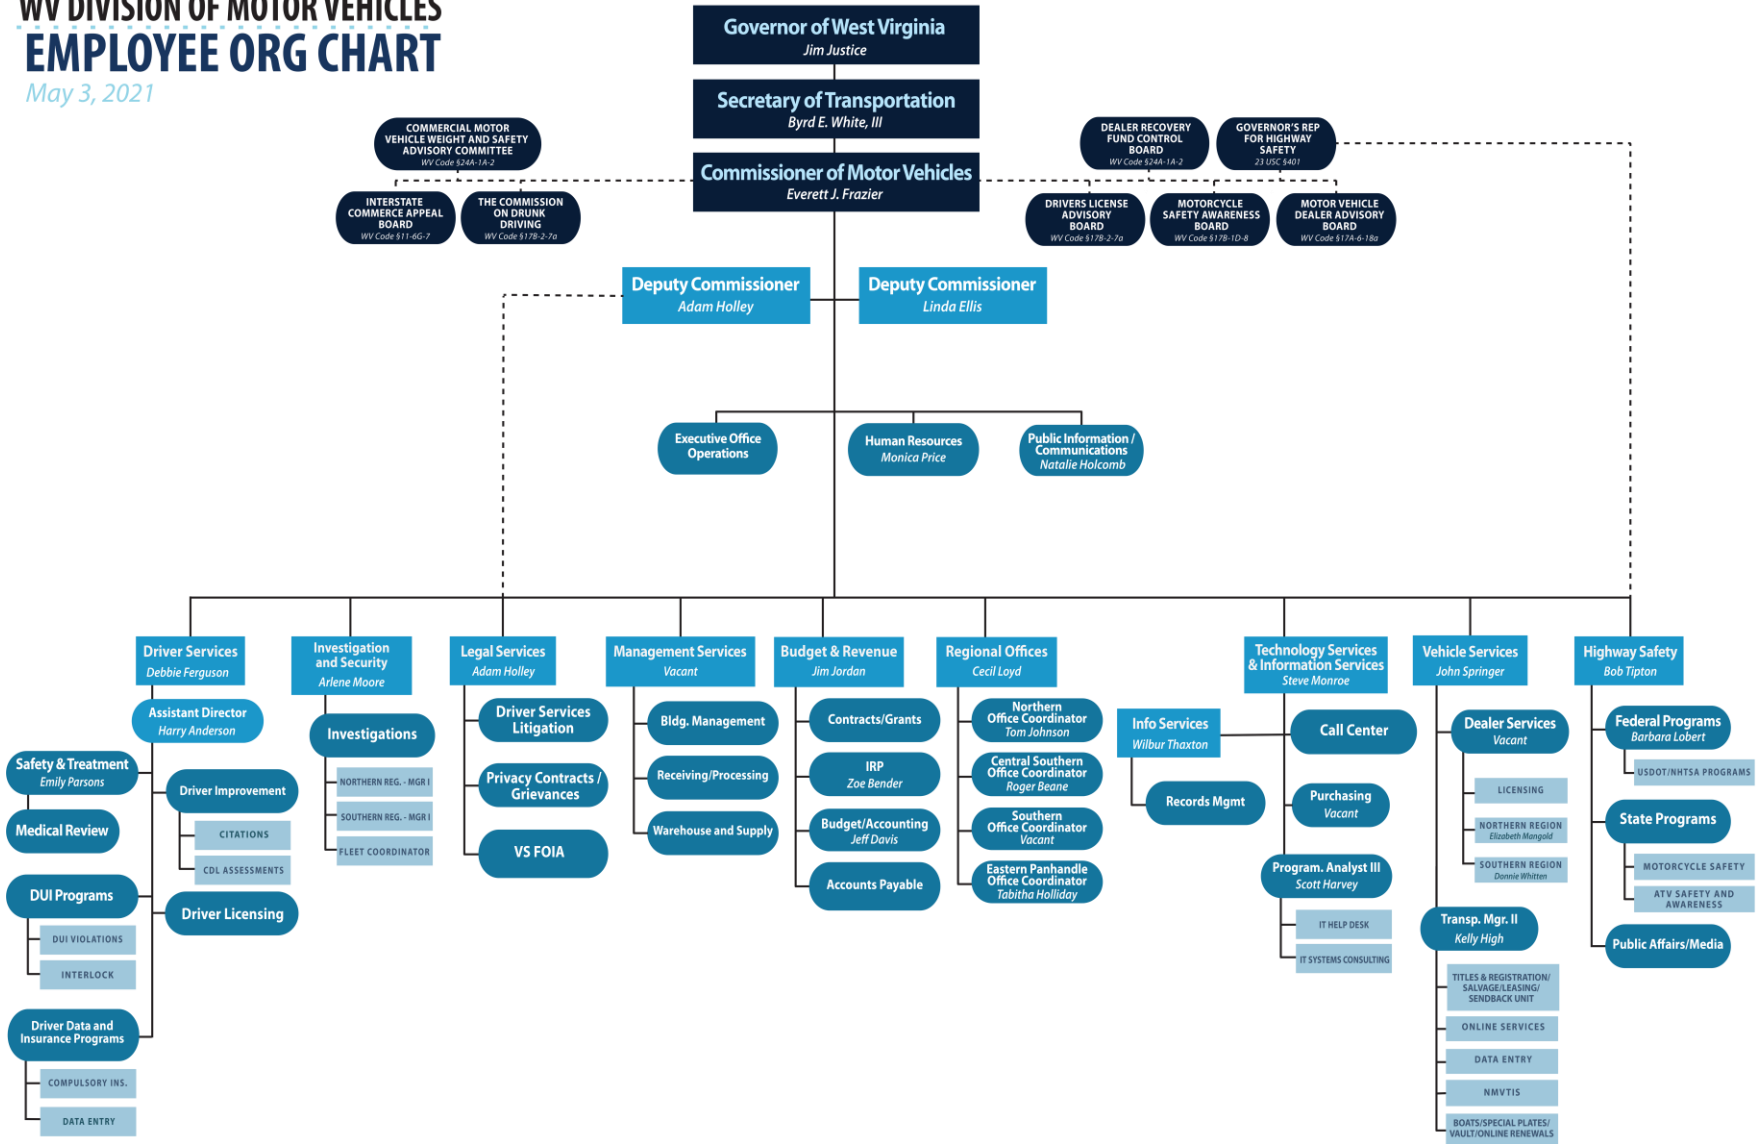 WV DIVISION OF MOTOR VEHICLES
EMPLOYEE ORG CHART
May 3, 2021
Governor of West Virginia
Jim Justice
Secretary of Transportation
Byrd E. White, III
Commissioner of Motor Vehicles
Everett J. Frazier
COMMERCIAL MOTOR
VEHICLE WEIGHT AND SAFETY
ADVISORY COMMITTEE
WV Code §24A-1A-2
INTERSTATE
COMMERCE APPEAL
BOARD
WV Code §11-6G-7
THE COMMISSION
ON DRUNK
DRIVING
WV Code §17B-2-7a
DEALER RECOVERY
FUND CONTROL
BOARD
WV Code §24A-1A-2
GOVERNOR'S REP
FOR HIGHWAY
SAFETY
23 USC §401
DRIVERS LICENSE
ADVISORY
BOARD
WV Code §17B-2-7a
MOTORCYCLE
SAFETY AWARENESS
BOARD
WV Code §17B-1D-8
MOTOR VEHICLE
DEALER ADVISORY
BOARD
WV Code §17A-6-18a
Deputy Commissioner
Adam Holley
Deputy Commissioner
Linda Ellis
Executive Office
Operations
Human Resources
Monica Price
Public Information /
Communications
Natalie Holcomb
Driver Services
Debbie Ferguson
Assistant Director
Harry Anderson
Safety & Treatment
Emily Parsons
Medical Review
Driver Improvement
CITATIONS
CDL ASSESSMENTS
DUI Programs
DUI VIOLATIONS
INTERLOCK
Driver Licensing
Driver Data and
Insurance Programs
COMPULSORY INS.
DATA ENTRY
Investigation
and Security
Arlene Moore
Investigations
NORTHERN REG. - MGR I
SOUTHERN REG. - MGR I
FLEET COORDINATOR
Legal Services
Adam Holley
Driver Services
Litigation
Privacy Contracts /
Grievances
VS FOIA
Management Services
Vacant
Bldg. Management
Receiving/Processing
Warehouse and Supply
Budget & Revenue
Jim Jordan
Contracts/Grants
IRP
Zoe Bender
Budget/Accounting
Jeff Davis
Accounts Payable
Regional Offices
Cecil Loyd
Northern
Office Coordinator
Tom Johnson
Central Southern
Office Coordinator
Roger Beane
Southern
Office Coordinator
Vacant
Eastern Panhandle
Office Coordinator
Tabitha Holliday
Technology Services
& Information Services
Steve Monroe
Info Services
Wilbur Thaxton
Records Mgmt
Call Center
Purchasing
Vacant
Program. Analyst III
Scott Harvey
IT HELP DESK
IT SYSTEMS CONSULTING
Vehicle Services
John Springer
Dealer Services
Vacant
LICENSING
NORTHERN REGION
Elizabeth Mangold
SOUTHERN REGION
Donnie Whitten
Transp. Mgr. II
Kelly High
TITLES & REGISTRATION/
SALVAGE/LEASING/
SENDBACK UNIT
ONLINE SERVICES
DATA ENTRY
NMVTIS
BOATS/SPECIAL PLATES/
VAULT/ONLINE RENEWALS
Highway Safety
Bob Tipton
Federal Programs
Barbara Lobert
USDOT/NHTSA PROGRAMS
State Programs
MOTORCYCLE SAFETY
ATV SAFETY AND
AWARENESS
Public Affairs/Media